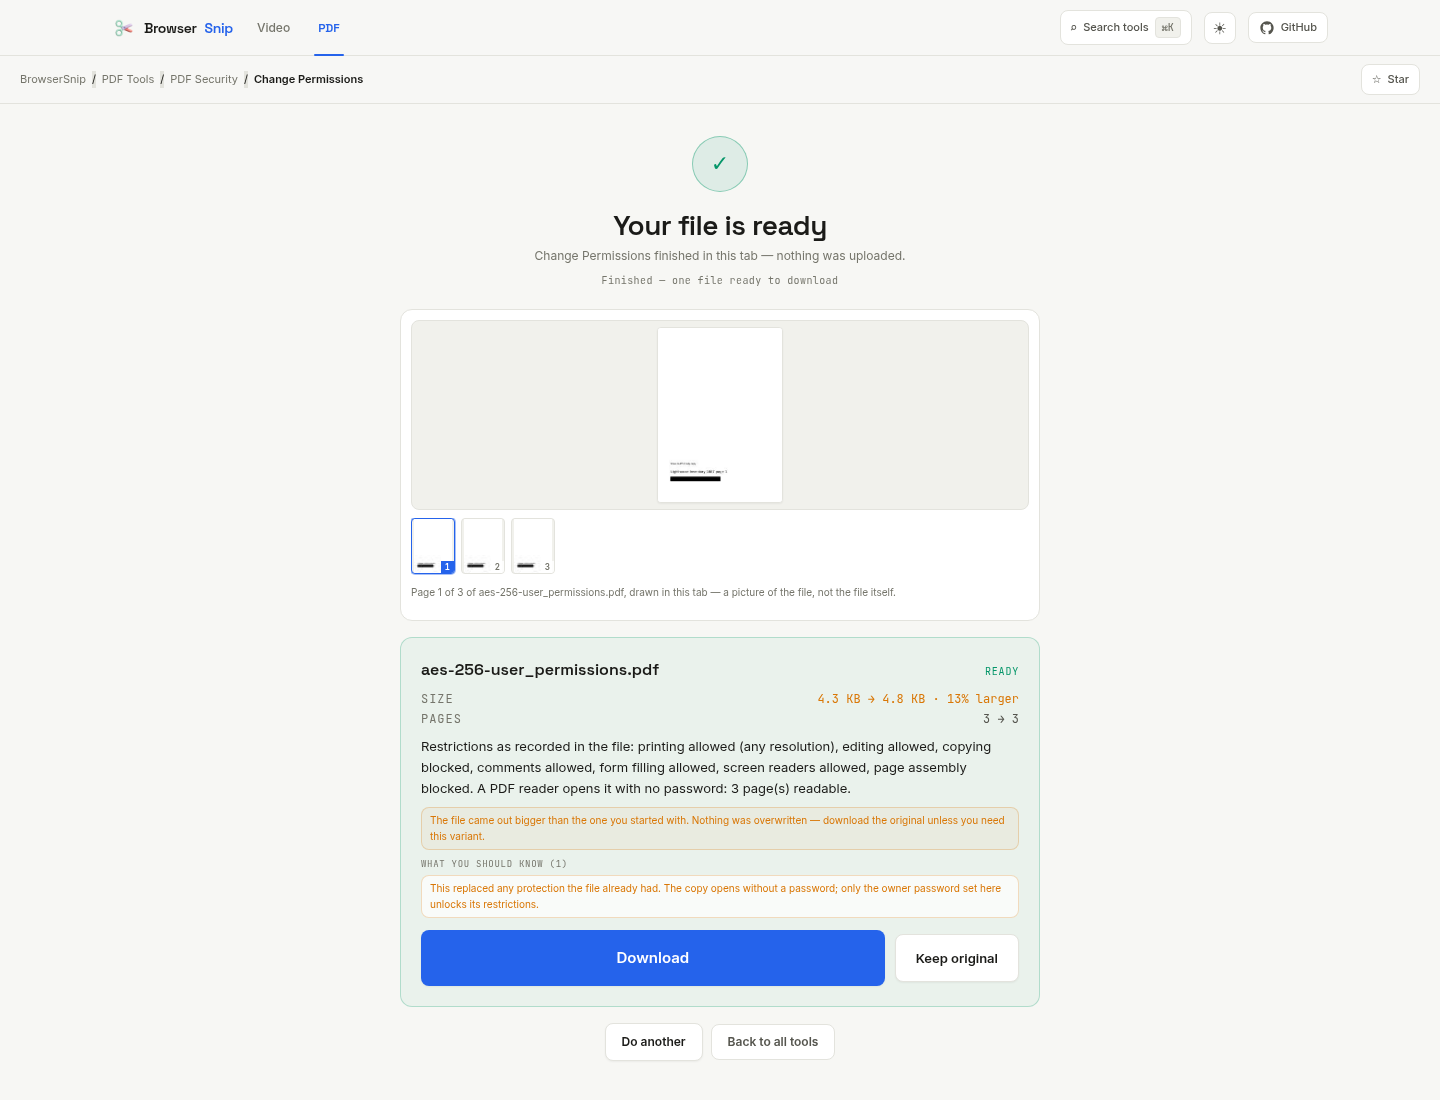 Browser Snip Video PDF Search tools ⌘K GitHub
BrowserSnip / PDF Tools / PDF Security / Change Permissions ☆ Star
✓
Your file is ready
Change Permissions finished in this tab — nothing was uploaded.
Finished — one file ready to download
1 2 3
Page 1 of 3 of aes-256-user_permissions.pdf, drawn in this tab — a picture of the file, not the file itself.
aes-256-user_permissions.pdf READY
SIZE 4.3 KB → 4.8 KB · 13% larger
PAGES 3 → 3
Restrictions as recorded in the file: printing allowed (any resolution), editing allowed, copying
blocked, comments allowed, form filling allowed, screen readers allowed, page assembly
blocked. A PDF reader opens it with no password: 3 page(s) readable.
The file came out bigger than the one you started with. Nothing was overwritten — download the original unless you need
this variant.
WHAT YOU SHOULD KNOW (1)
This replaced any protection the file already had. The copy opens without a password; only the owner password set here
unlocks its restrictions.
Download Keep original
Do another Back to all tools